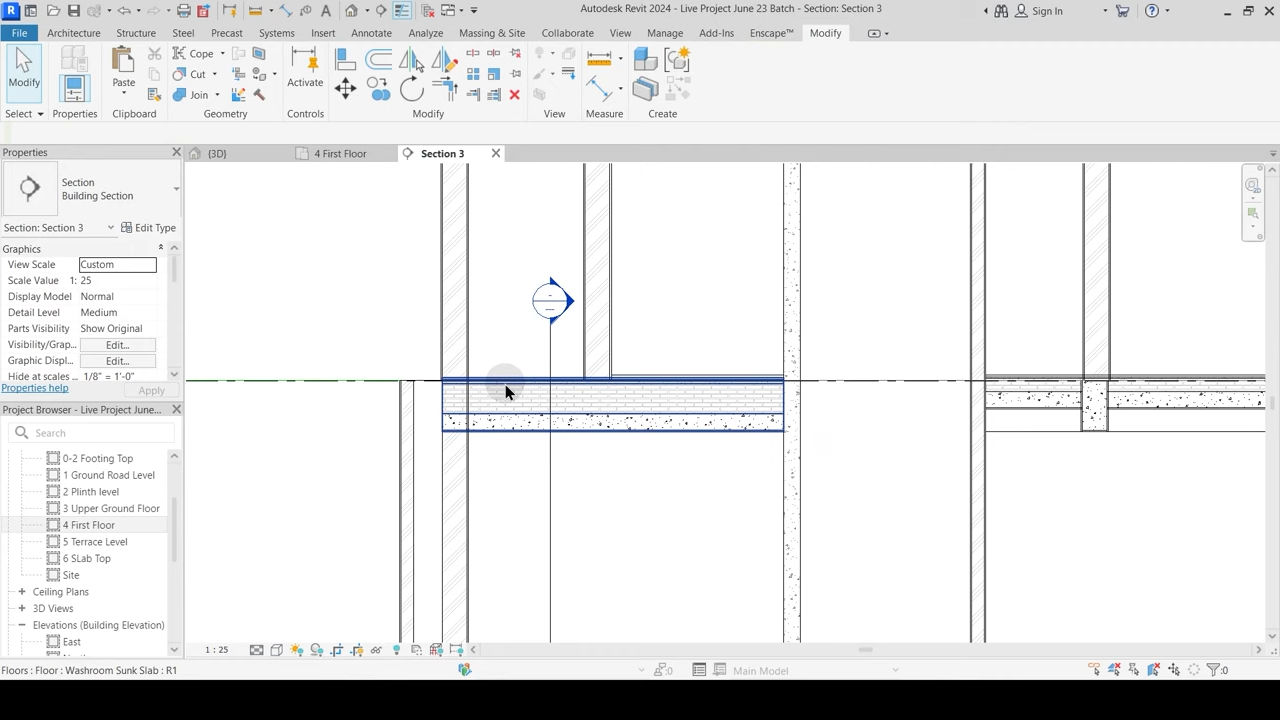 Autodesk Revit 2024 - Live Project June 23 Batch - Section: Section 3
Sign In
File Architecture Structure Steel Precast Systems Insert Annotate Analyze Massing & Site Collaborate View Manage Add-Ins Enscape™ Modify
Modify Paste Cope Cut Join Activate
Select Properties Clipboard Geometry Controls Modify View Measure Create
Properties
{3D} 4 First Floor Section 3
Section
Building Section
Section: Section 3 Edit Type
Graphics
View Scale Custom
Scale Value 1: 25
Display Model Normal
Detail Level Medium
Parts Visibility Show Original
Visibility/Grap... Edit...
Graphic Displ... Edit...
Hide at scales ... 1/8" = 1'-0"
Properties help Apply
Project Browser - Live Project June...
Search
0-2 Footing Top
1 Ground Road Level
2 Plinth level
3 Upper Ground Floor
4 First Floor
5 Terrace Level
6 SLab Top
Site
Ceiling Plans
3D Views
Elevations (Building Elevation)
East
1 : 25
Floors : Floor : Washroom Sunk Slab : R1 :0 Main Model :0